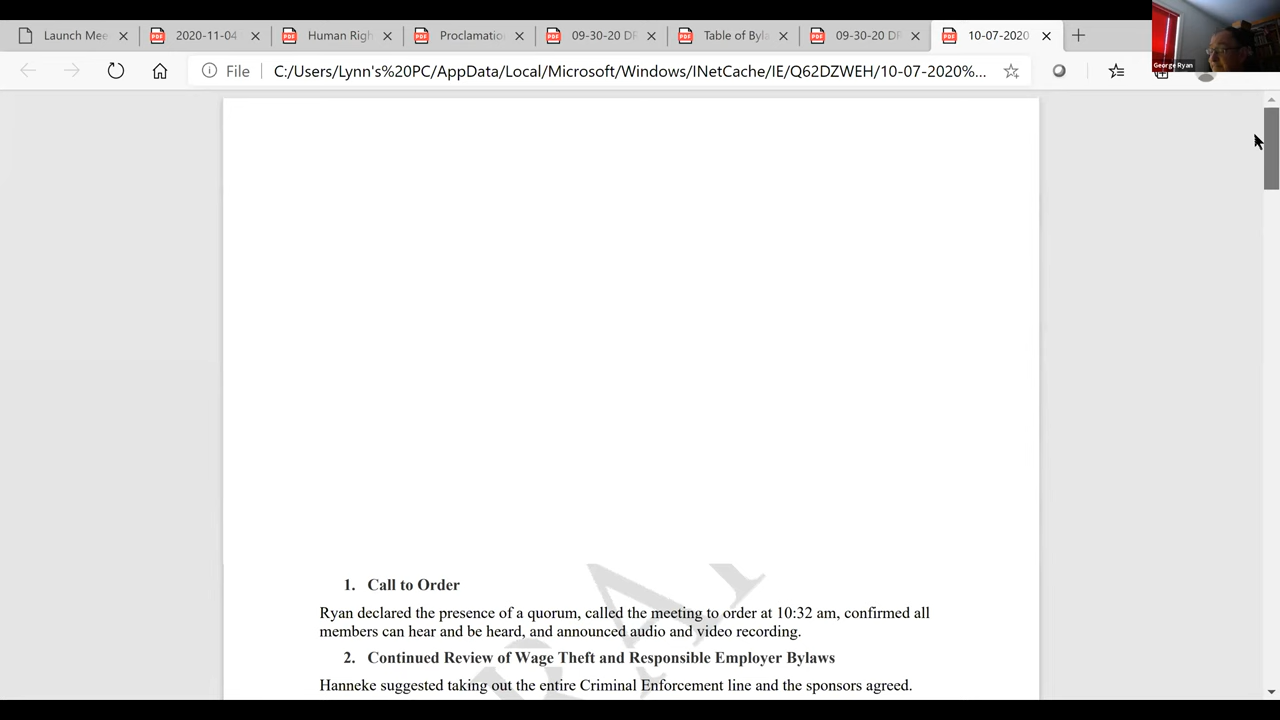 Launch Mee
2020-11-04
Human Righ
Proclamatio
09-30-20 DR
Table of Byla
09-30-20 DR
10-07-2020
File
C:/Users/Lynn's%20PC/AppData/Local/Microsoft/Windows/INetCache/IE/Q62DZWEH/10-07-2020%...
George Ryan
1. Call to Order
Ryan declared the presence of a quorum, called the meeting to order at 10:32 am, confirmed all
members can hear and be heard, and announced audio and video recording.
2. Continued Review of Wage Theft and Responsible Employer Bylaws
Hanneke suggested taking out the entire Criminal Enforcement line and the sponsors agreed.